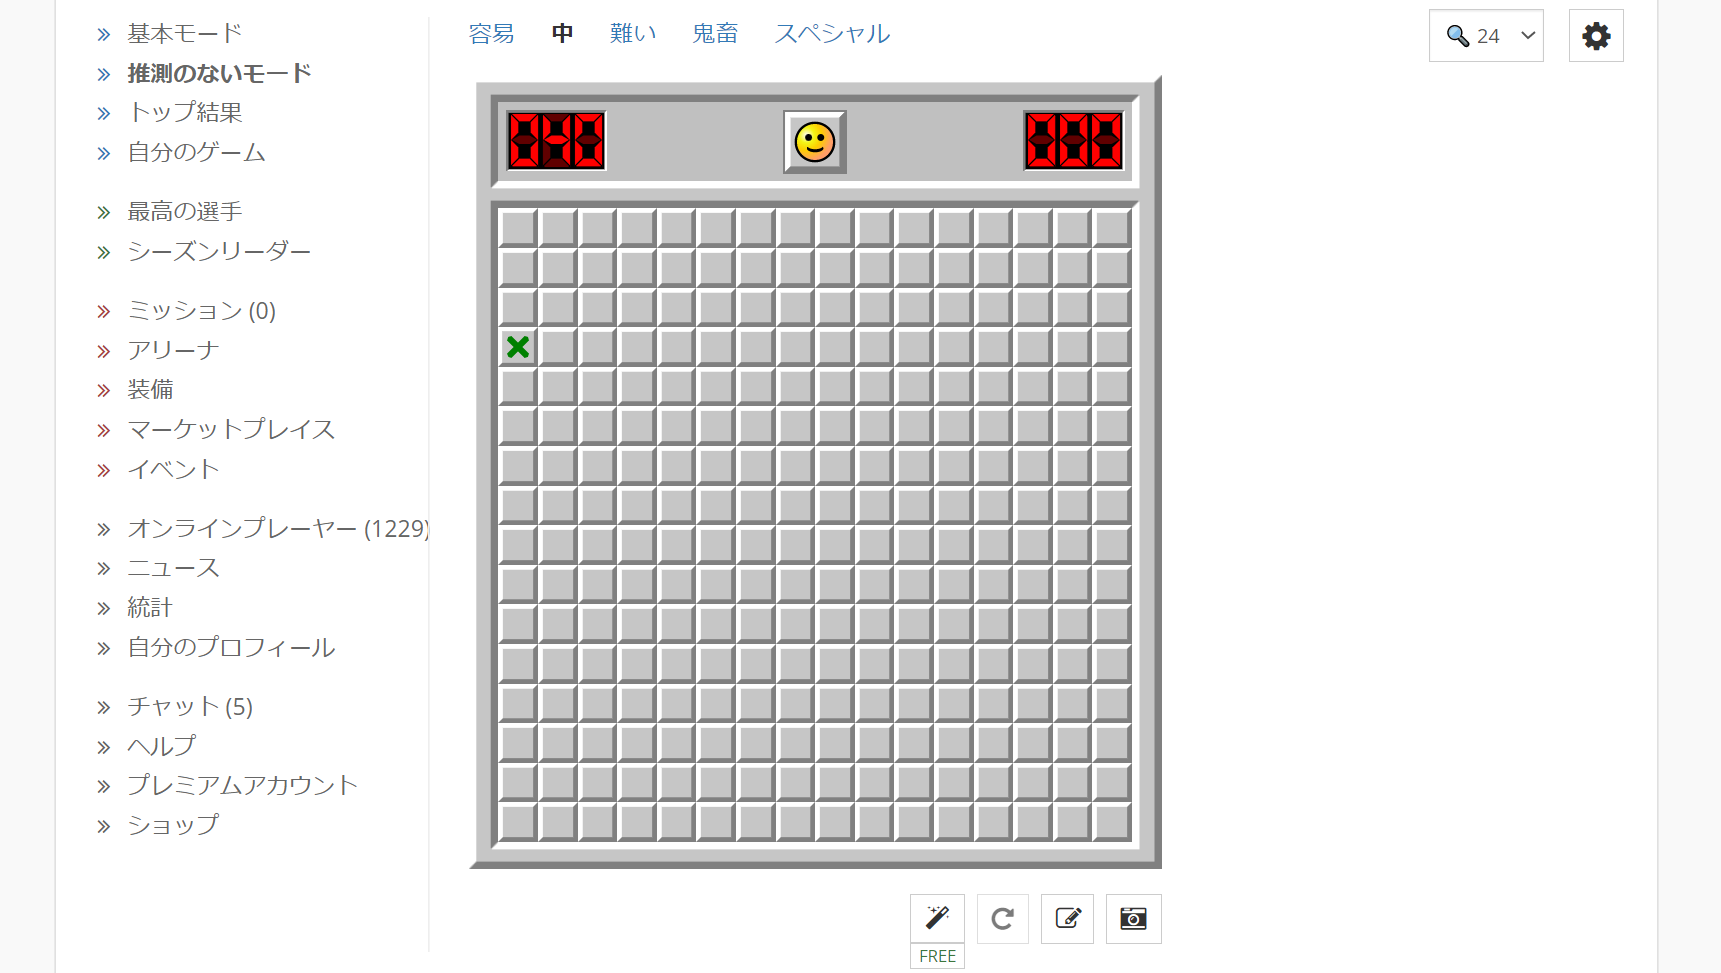 基本モード
推測のないモード
トップ結果
自分のゲーム
最高の選手
シーズンリーダー
ミッション (0)
アリーナ
装備
マーケットプレイス
イベント
オンラインプレーヤー (1229)
ニュース
統計
自分のプロフィール
チャット (5)
ヘルプ
プレミアムアカウント
ショップ
容易 中 難い 鬼畜 スペシャル
24
040
000
FREE